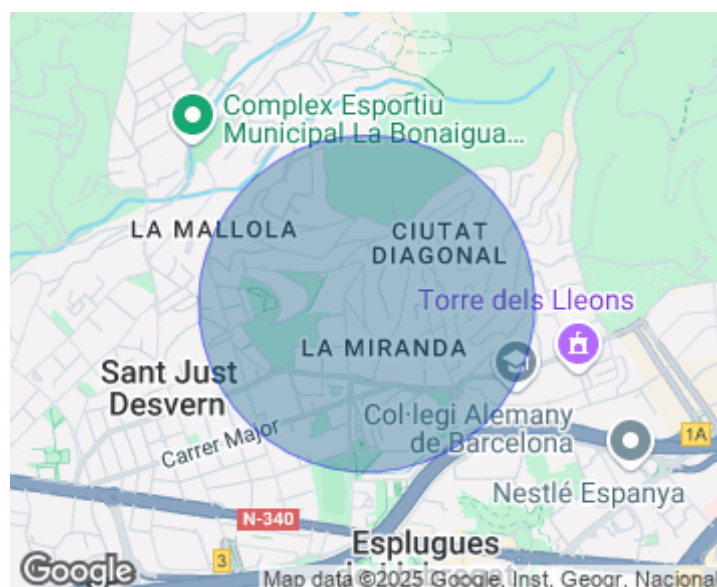 Complex Esportiu
Municipal La Bonaigua...
LA MALLOLA
CIUTAT
DIAGONAL
Torre dels Lleons
LA MIRANDA
Sant Just
Desvern
Col·legi Alemany
de Barcelona
Carrer Major
1A
Nestlé Espanya
N-340
Esplugues
3
Google
Map data ©2025 Google, Inst. Geogr. Nacional